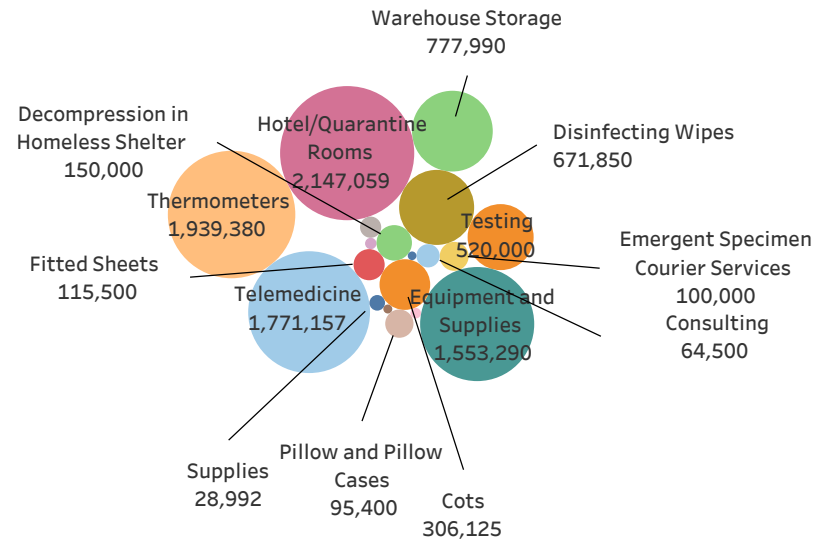 Warehouse Storage
777,990
Decompression in
Homeless Shelter
150,000
Hotel/Quarantine
Rooms
2,147,059
Disinfecting Wipes
671,850
Thermometers
1,939,380
Testing
520,000
Emergent Specimen
Courier Services
100,000
Fitted Sheets
115,500
Telemedicine
1,771,157
Equipment and
Supplies
1,553,290
Consulting
64,500
Supplies
28,992
Pillow and Pillow
Cases
95,400
Cots
306,125